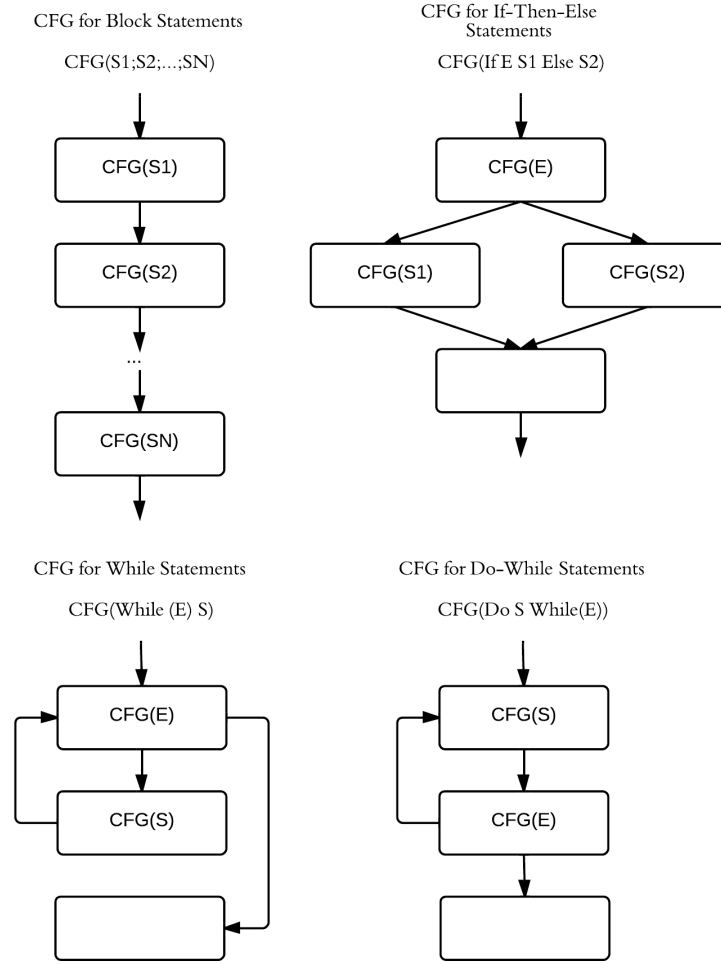 CFG for Block Statements
CFG(S1;S2;...;SN)
CFG(S1)
CFG(S2)
...
CFG(SN)
CFG for If-Then-Else
Statements
CFG(If E S1 Else S2)
CFG(E)
CFG(S1)
CFG(S2)
CFG for While Statements
CFG(While (E) S)
CFG(E)
CFG(S)
CFG for Do-While Statements
CFG(Do S While(E))
CFG(S)
CFG(E)